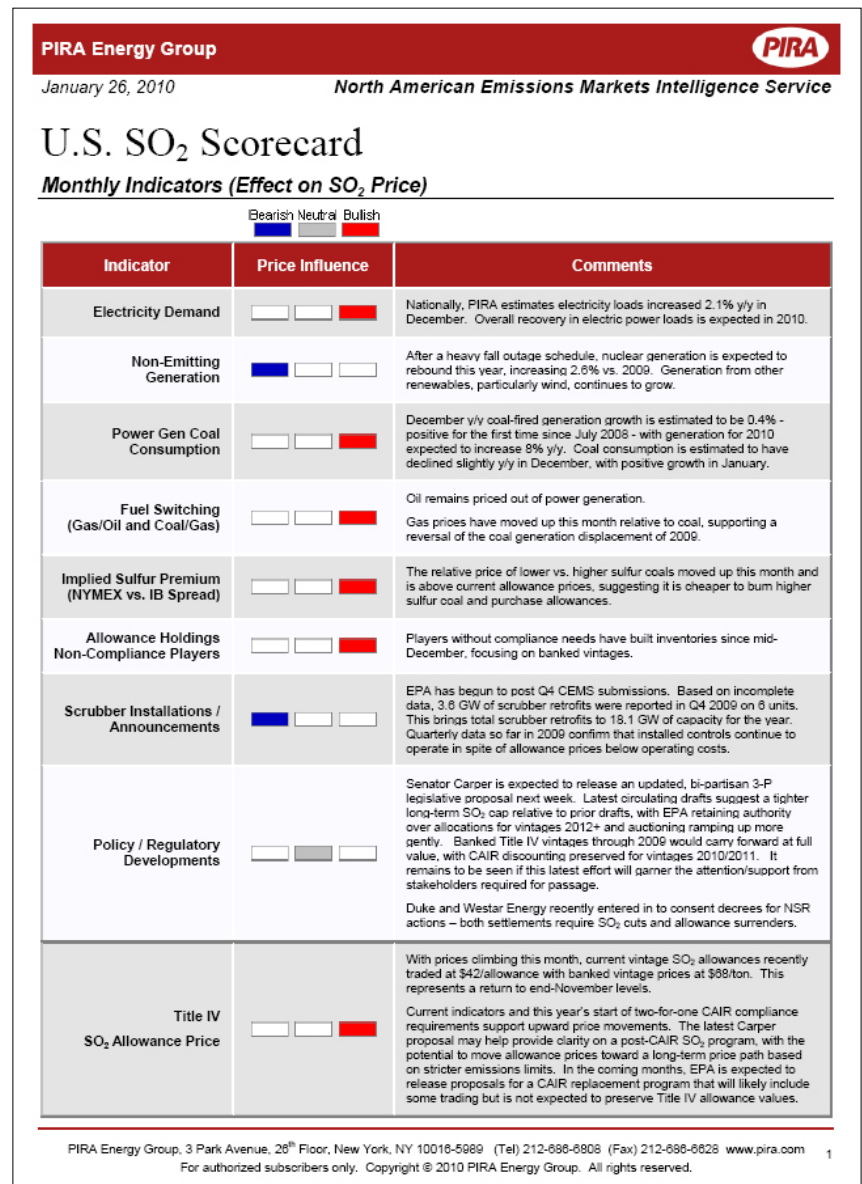 PIRA Energy Group
PIRA
January 26, 2010
North American Emissions Markets Intelligence Service
U.S. SO₂ Scorecard
Monthly Indicators (Effect on SO₂ Price)
Bearish Neutral Bullish
Indicator
Price Influence
Comments
Electricity Demand
Nationally, PIRA estimates electricity loads increased 2.1% y/y in
December. Overall recovery in electric power loads is expected in 2010.
Non-Emitting
Generation
After a heavy fall outage schedule, nuclear generation is expected to
rebound this year, increasing 2.6% vs. 2009. Generation from other
renewables, particularly wind, continues to grow.
Power Gen Coal
Consumption
December y/y coal-fired generation growth is estimated to be 0.4% -
positive for the first time since July 2008 - with generation for 2010
expected to increase 8% y/y. Coal consumption is estimated to have
declined slightly y/y in December, with positive growth in January.
Fuel Switching
(Gas/Oil and Coal/Gas)
Oil remains priced out of power generation.
Gas prices have moved up this month relative to coal, supporting a
reversal of the coal generation displacement of 2009.
Implied Sulfur Premium
(NYMEX vs. IB Spread)
The relative price of lower vs. higher sulfur coals moved up this month and
is above current allowance prices, suggesting it is cheaper to burn higher
sulfur coal and purchase allowances.
Allowance Holdings
Non-Compliance Players
Players without compliance needs have built inventories since mid-
December, focusing on banked vintages.
Scrubber Installations /
Announcements
EPA has begun to post Q4 CEMS submissions. Based on incomplete
data, 3.6 GW of scrubber retrofits were reported in Q4 2009 on 6 units.
This brings total scrubber retrofits to 18.1 GW of capacity for the year.
Quarterly data so far in 2009 confirm that installed controls continue to
operate in spite of allowance prices below operating costs.
Policy / Regulatory
Developments
Senator Carper is expected to release an updated, bi-partisan 3-P
legislative proposal next week. Latest circulating drafts suggest a tighter
long-term SO₂ cap relative to prior drafts, with EPA retaining authority
over allocations for vintages 2012+ and auctioning ramping up more
gently. Banked Title IV vintages through 2009 would carry forward at full
value, with CAIR discounting preserved for vintages 2010/2011. It
remains to be seen if this latest effort will garner the attention/support from
stakeholders required for passage.
Duke and Westar Energy recently entered in to consent decrees for NSR
actions – both settlements require SO₂ cuts and allowance surrenders.
Title IV
SO₂ Allowance Price
With prices climbing this month, current vintage SO₂ allowances recently
traded at $42/allowance with banked vintage prices at $68/ton. This
represents a return to end-November levels.
Current indicators and this year's start of two-for-one CAIR compliance
requirements support upward price movements. The latest Carper
proposal may help provide clarity on a post-CAIR SO₂ program, with the
potential to move allowance prices toward a long-term price path based
on stricter emissions limits. In the coming months, EPA is expected to
release proposals for a CAIR replacement program that will likely include
some trading but is not expected to preserve Title IV allowance values.
PIRA Energy Group, 3 Park Avenue, 26th Floor, New York, NY 10016-5989 (Tel) 212-686-6808 (Fax) 212-686-6628 www.pira.com 1
For authorized subscribers only. Copyright © 2010 PIRA Energy Group. All rights reserved.